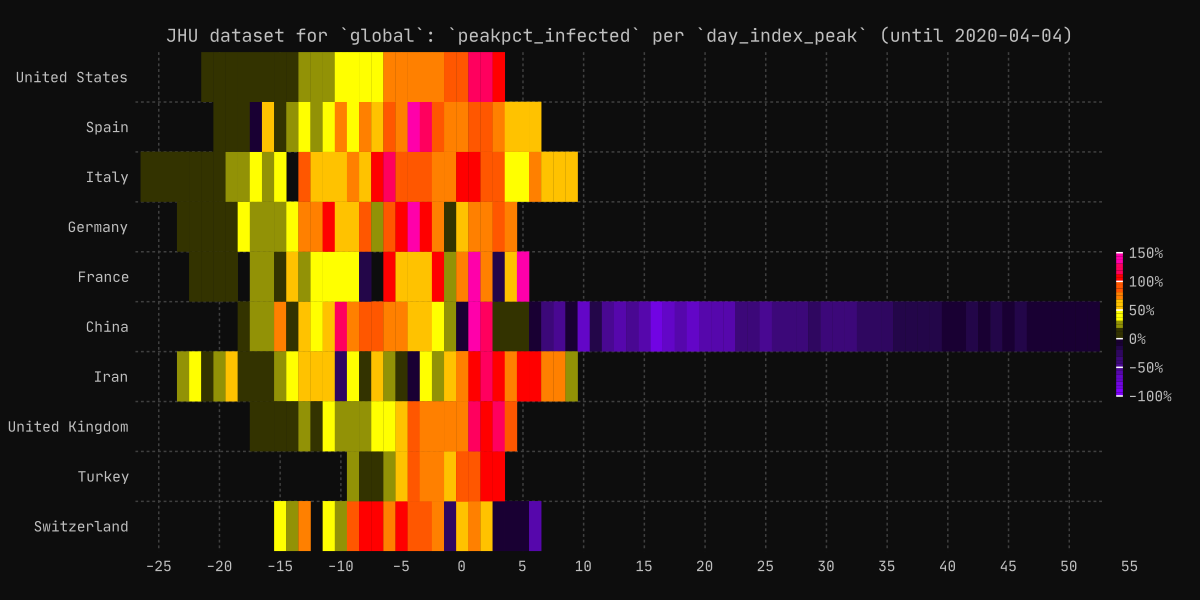 JHU dataset for `global`: `peakpct_infected` per `day_index_peak` (until 2020-04-04)
United States
Spain
Italy
Germany
France
China
Iran
United Kingdom
Turkey
Switzerland
150%
100%
50%
0%
-50%
-100%
-25 -20 -15 -10 -5 0 5 10 15 20 25 30 35 40 45 50 55